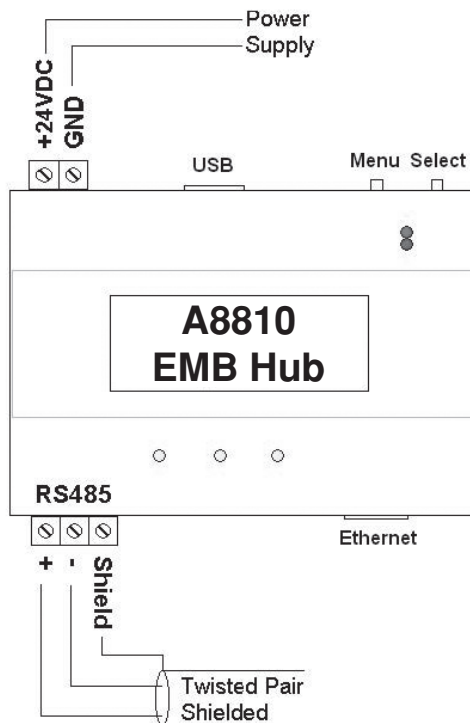 Power
Supply
+24VDC
GND
USB
Menu Select
A8810
EMB Hub
RS485
Ethernet
+
-
Shield
Twisted Pair
Shielded